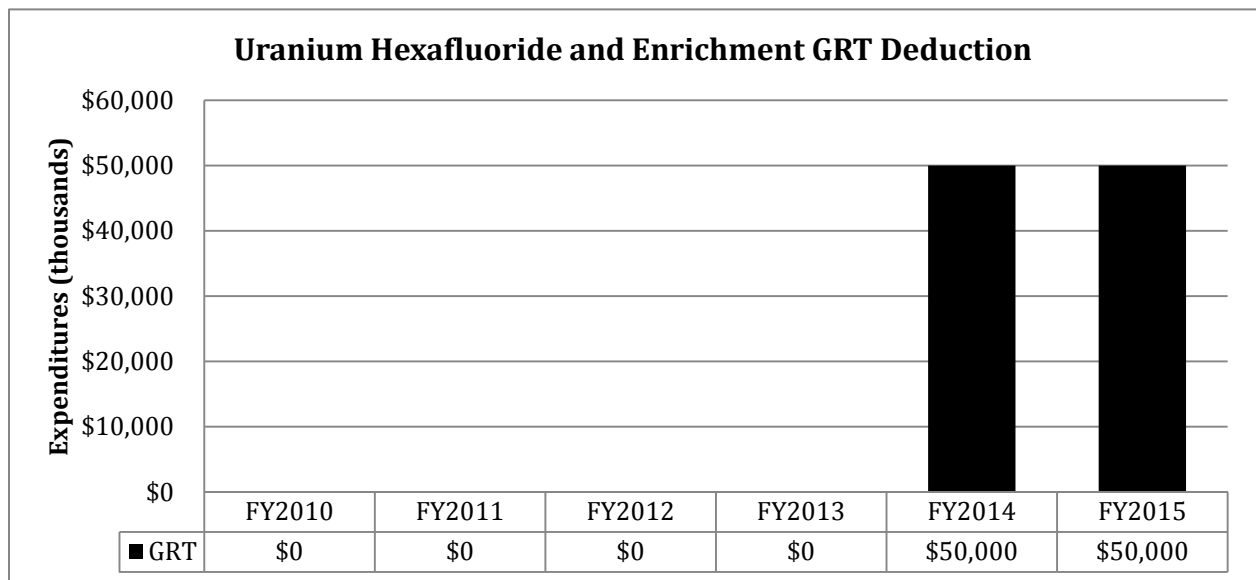 Uranium Hexafluoride and Enrichment GRT Deduction
Expenditures (thousands)
$60,000
$50,000
$40,000
$30,000
$20,000
$10,000
$0
FY2010 FY2011 FY2012 FY2013 FY2014 FY2015
GRT $0 $0 $0 $0 $50,000 $50,000